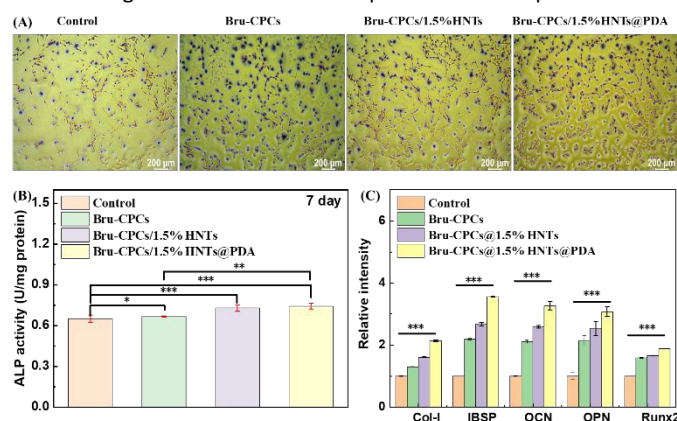 (A) Control Bru-CPCs Bru-CPCs/1.5%HNTs Bru-CPCs/1.5%HNTs@PDA
200 μm 200 μm 200 μm 200 μm
(B)
7 day
Control
Bru-CPCs
Bru-CPCs/1.5% HNTs
Bru-CPCs/1.5% HNTs@PDA
**
***
***
*
1.5
1.2
0.9
0.6
0.3
0.0
ALP activity (U/mg protein)
(C)
Control
Bru-CPCs
Bru-CPCs@1.5% HNTs
Bru-CPCs@1.5% HNTs@PDA
*** *** *** *** ***
6
4
2
0
Relative intensity
Col-I IBSP OCN OPN Runx2